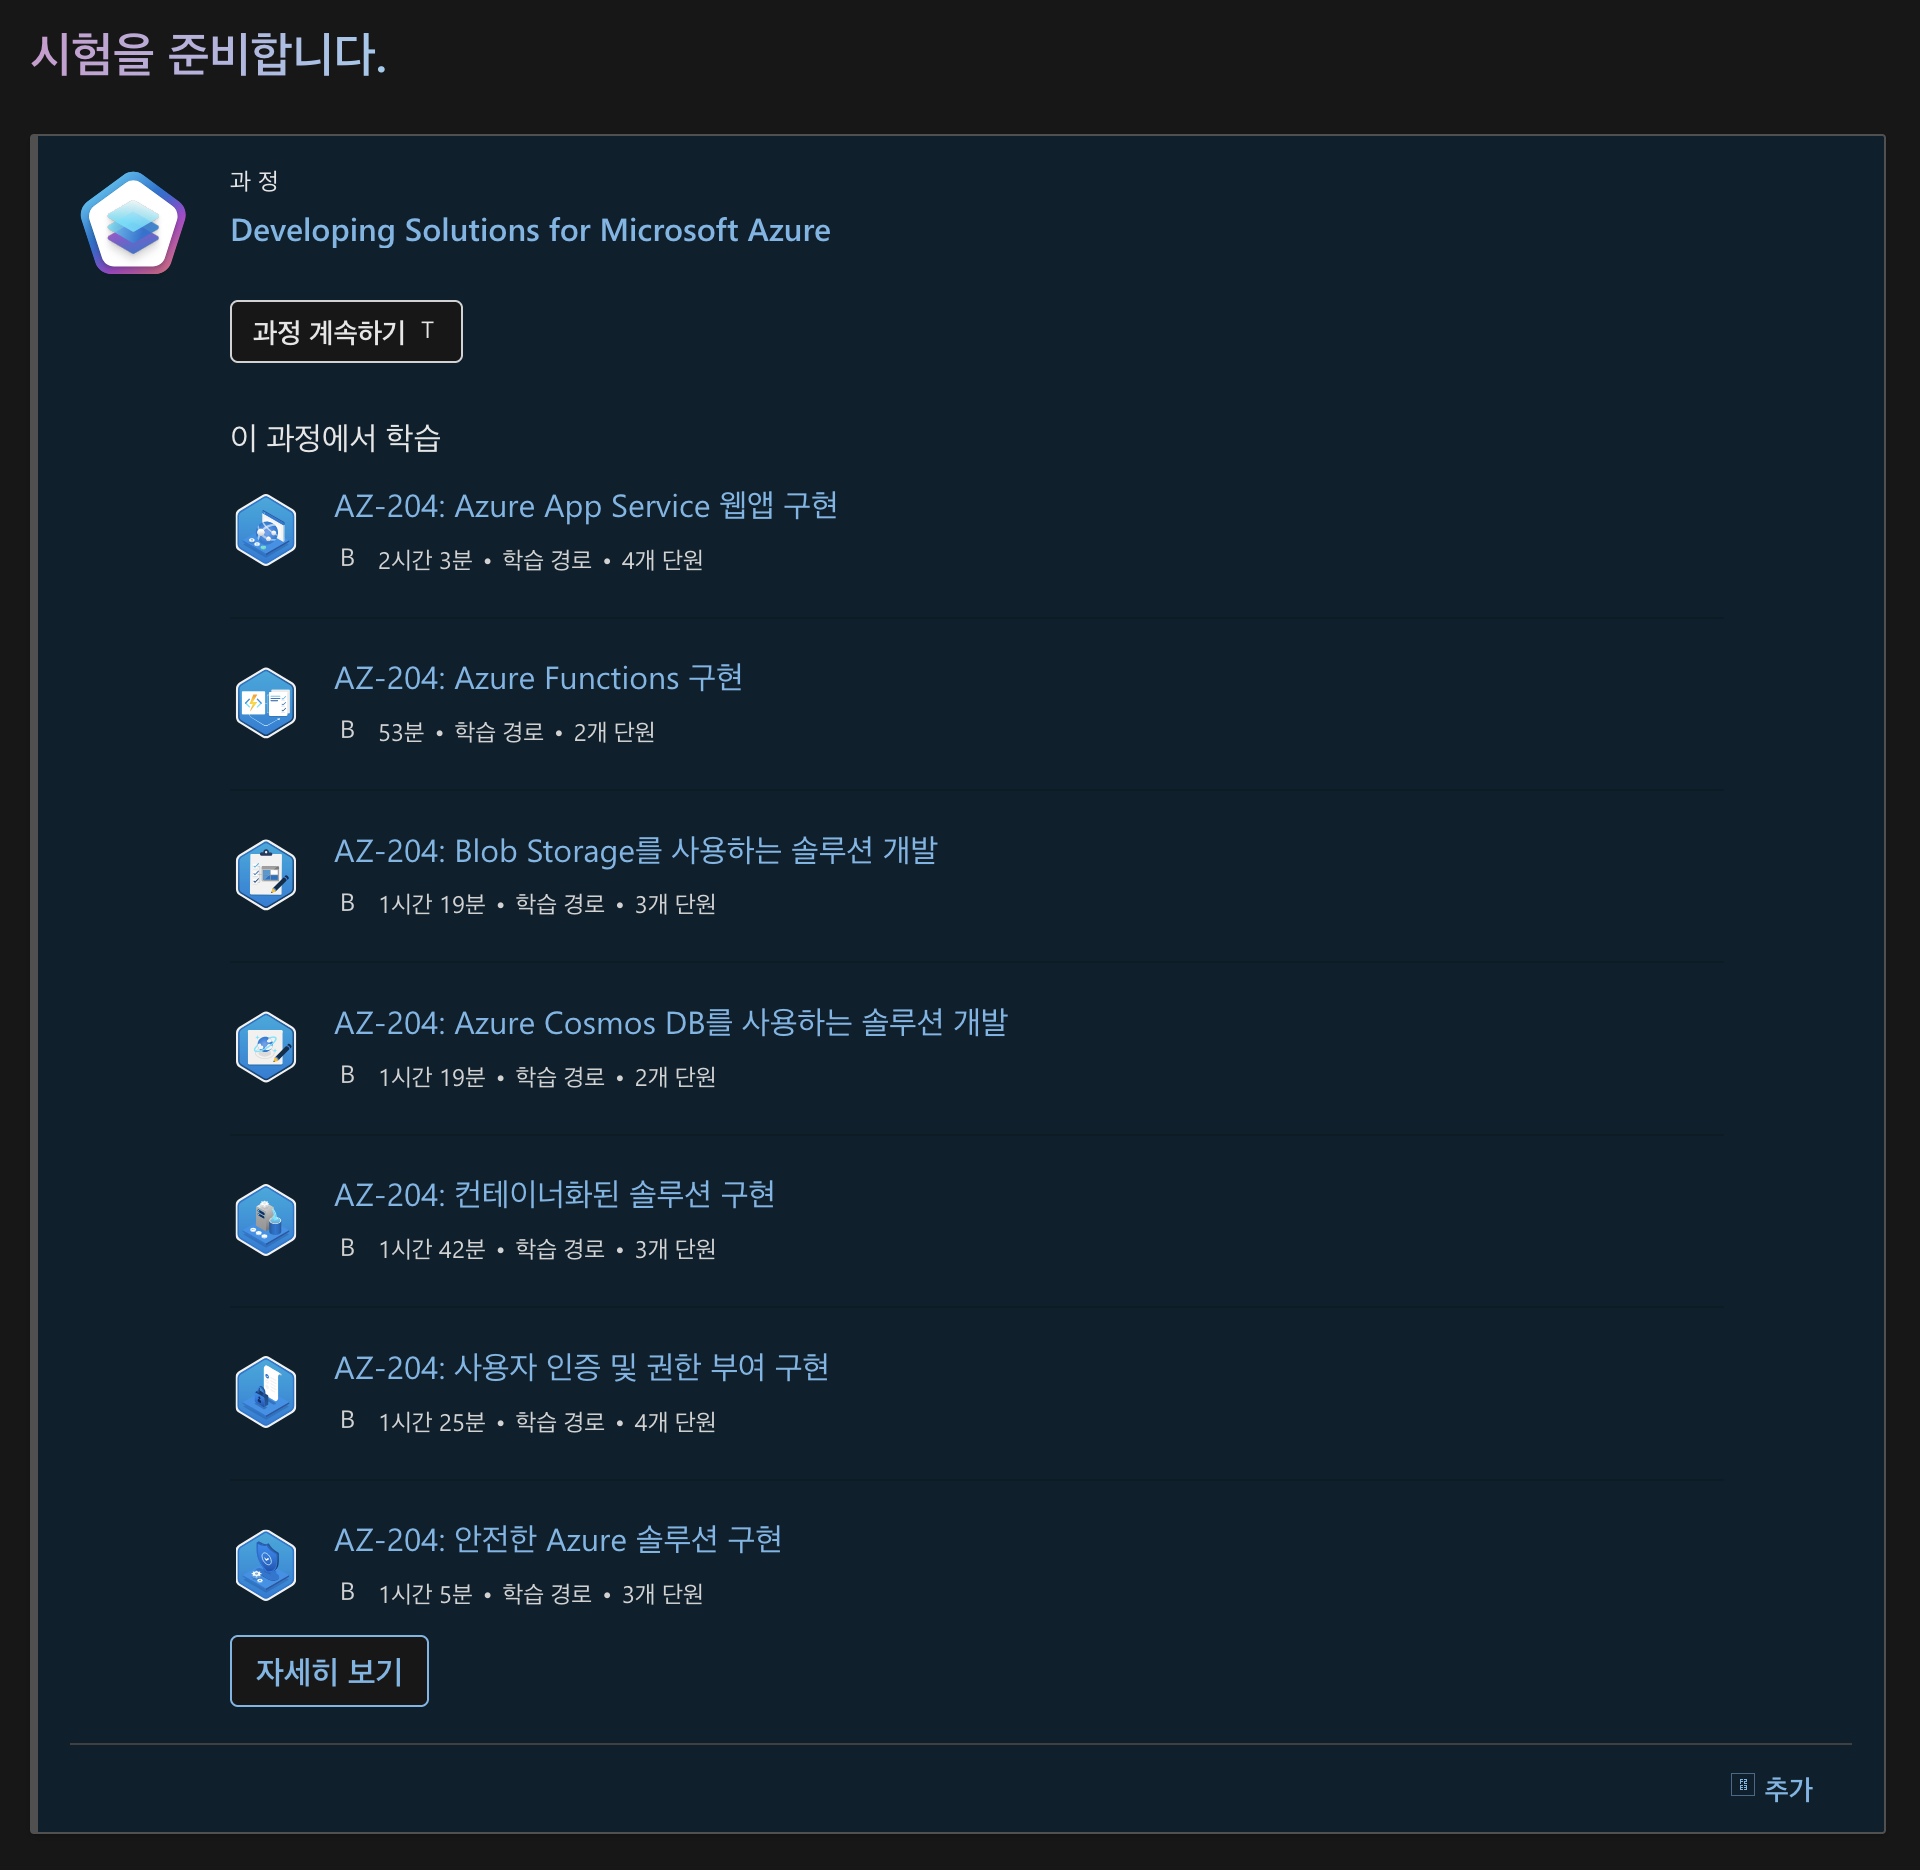 시험을 준비합니다.
과정
Developing Solutions for Microsoft Azure
과정 계속하기 T
이 과정에서 학습
AZ-204: Azure App Service 웹앱 구현
B 2시간 3분 • 학습 경로 • 4개 단원
AZ-204: Azure Functions 구현
B 53분 • 학습 경로 • 2개 단원
AZ-204: Blob Storage를 사용하는 솔루션 개발
B 1시간 19분 • 학습 경로 • 3개 단원
AZ-204: Azure Cosmos DB를 사용하는 솔루션 개발
B 1시간 19분 • 학습 경로 • 2개 단원
AZ-204: 컨테이너화된 솔루션 구현
B 1시간 42분 • 학습 경로 • 3개 단원
AZ-204: 사용자 인증 및 권한 부여 구현
B 1시간 25분 • 학습 경로 • 4개 단원
AZ-204: 안전한 Azure 솔루션 구현
B 1시간 5분 • 학습 경로 • 3개 단원
자세히 보기
추가